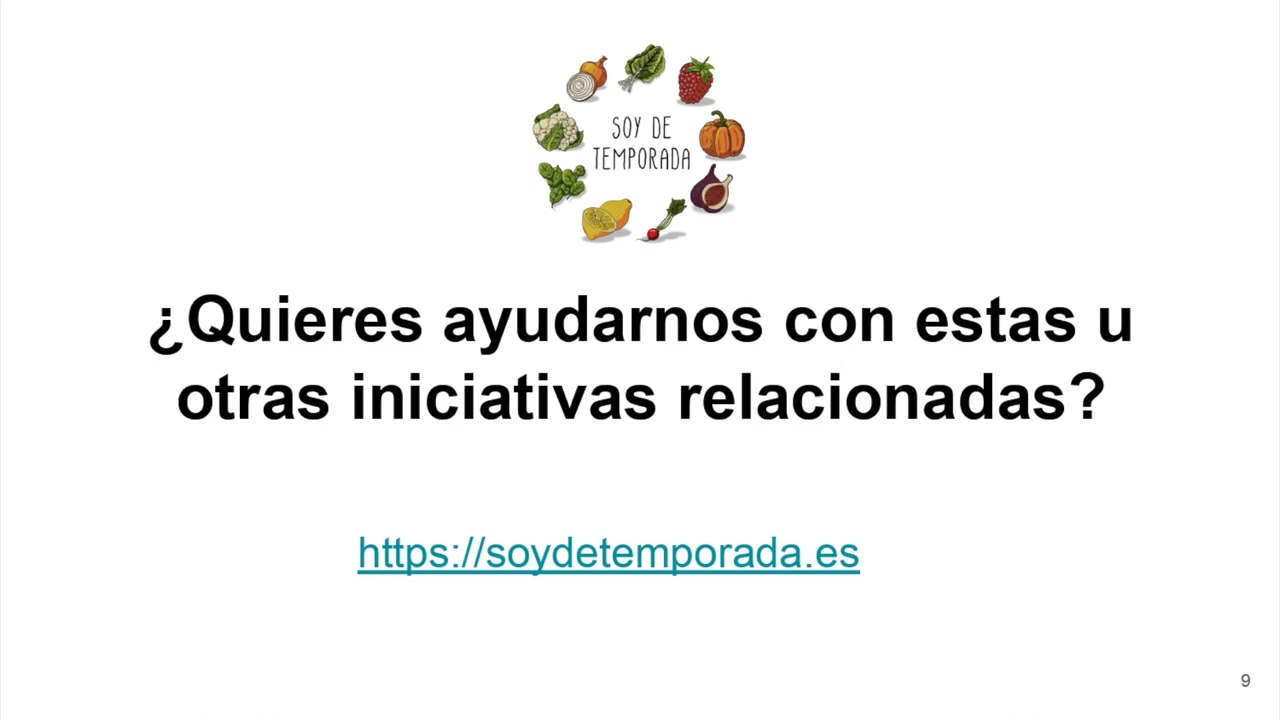 SOY DE
TEMPORADA
¿Quieres ayudarnos con estas u
otras iniciativas relacionadas?
https://soydetemporada.es
9